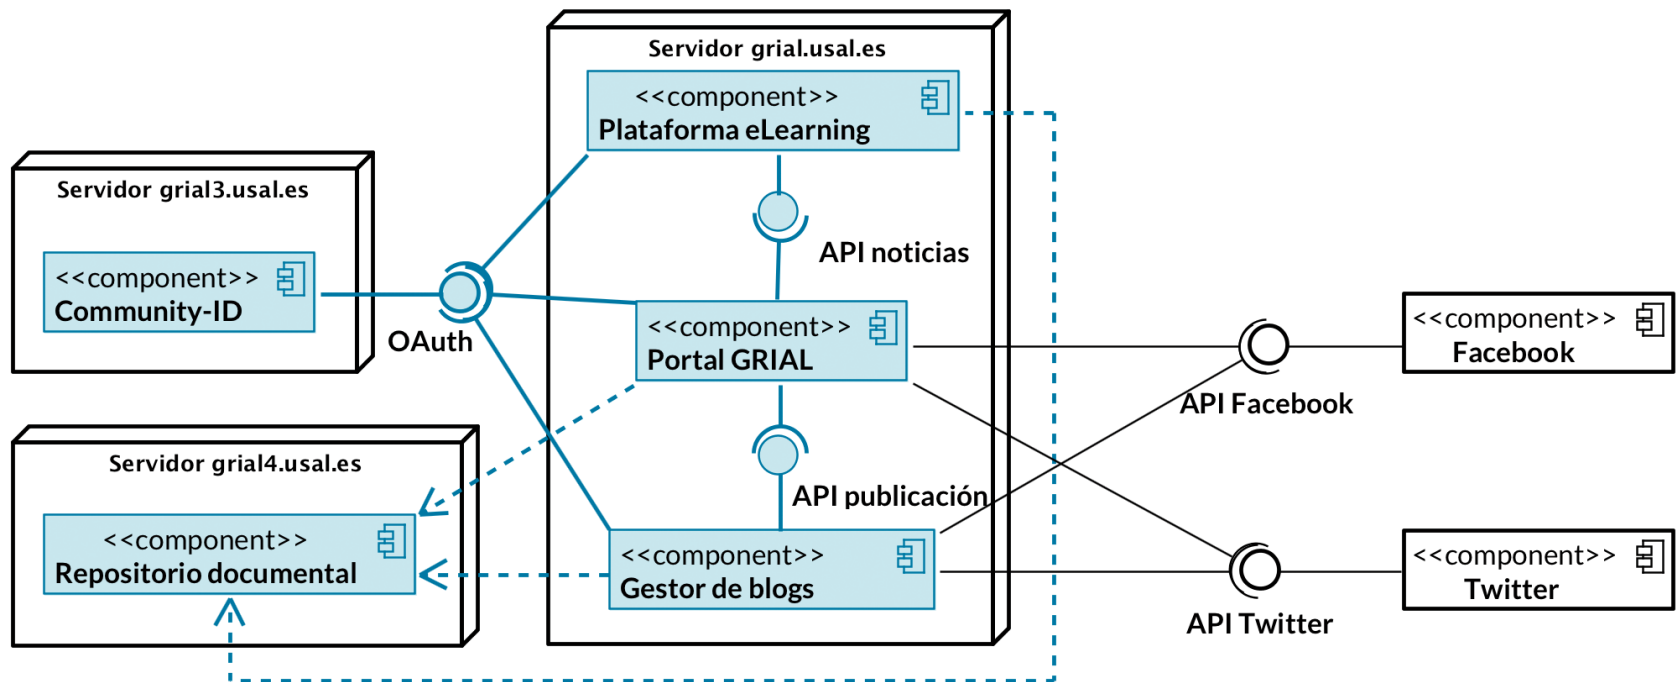 Servidor grial.usal.es
<<component>>
Plataforma eLearning
Servidor grial3.usal.es
<<component>>
Community-ID
OAuth
API noticias
<<component>>
Portal GRIAL
<<component>>
Facebook
API Facebook
Servidor grial4.usal.es
<<component>>
Repositorio documental
API publicación
<<component>>
Gestor de blogs
<<component>>
Twitter
API Twitter